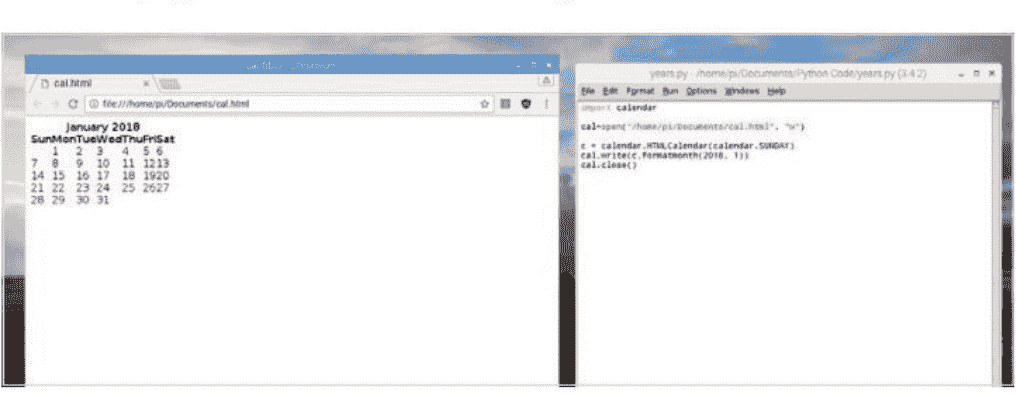 cal.html
file:///home/pi/Documents/cal.html
January 2018
SunMonTueWedThuFriSat
1 2 3 4 5 6
7 8 9 10 11 1213
14 15 16 17 18 1920
21 22 23 24 25 2627
28 29 30 31
years.py - /home/pi/Documents/Python Code/years.py (3.4.2)
File Edit Format Run Options Windows Help
import calendar
cal=open("/home/pi/Documents/cal.html", "w")
c = calendar.HTMLCalendar(calendar.SUNDAY)
cal.write(c.formatmonth(2018, 1))
cal.close()